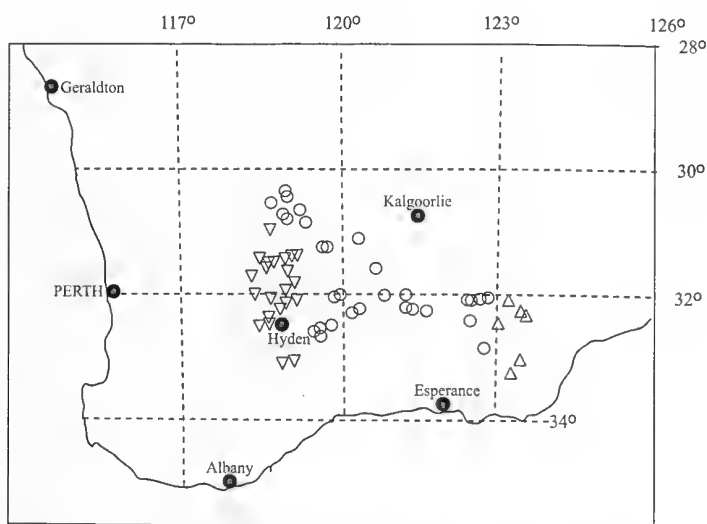 117° 120° 123° 126°
28°
Geraldton
30°
Kalgoorlie
PERTH
32°
Hyden
Esperance
34°
Albany